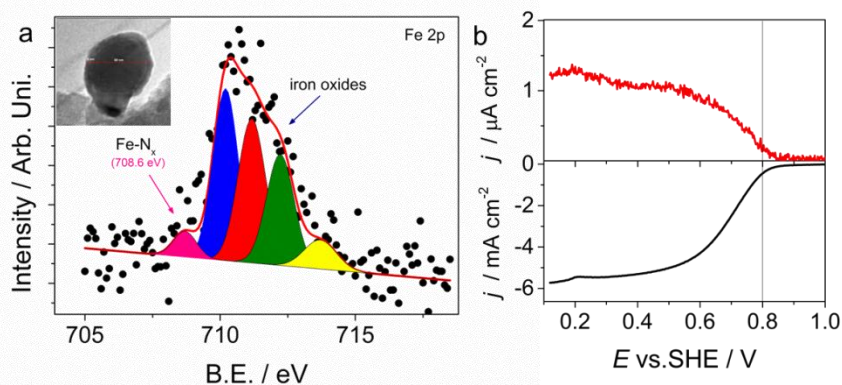 a
Fe 2p
iron oxides
Fe-Nₓ
(708.6 eV)
Intensity / Arb. Uni.
705
710
715
B.E. / eV
b
2
1
0
j / μA cm⁻²
0
-2
-4
-6
j / mA cm⁻²
0.2
0.4
0.6
0.8
1.0
E vs.SHE / V